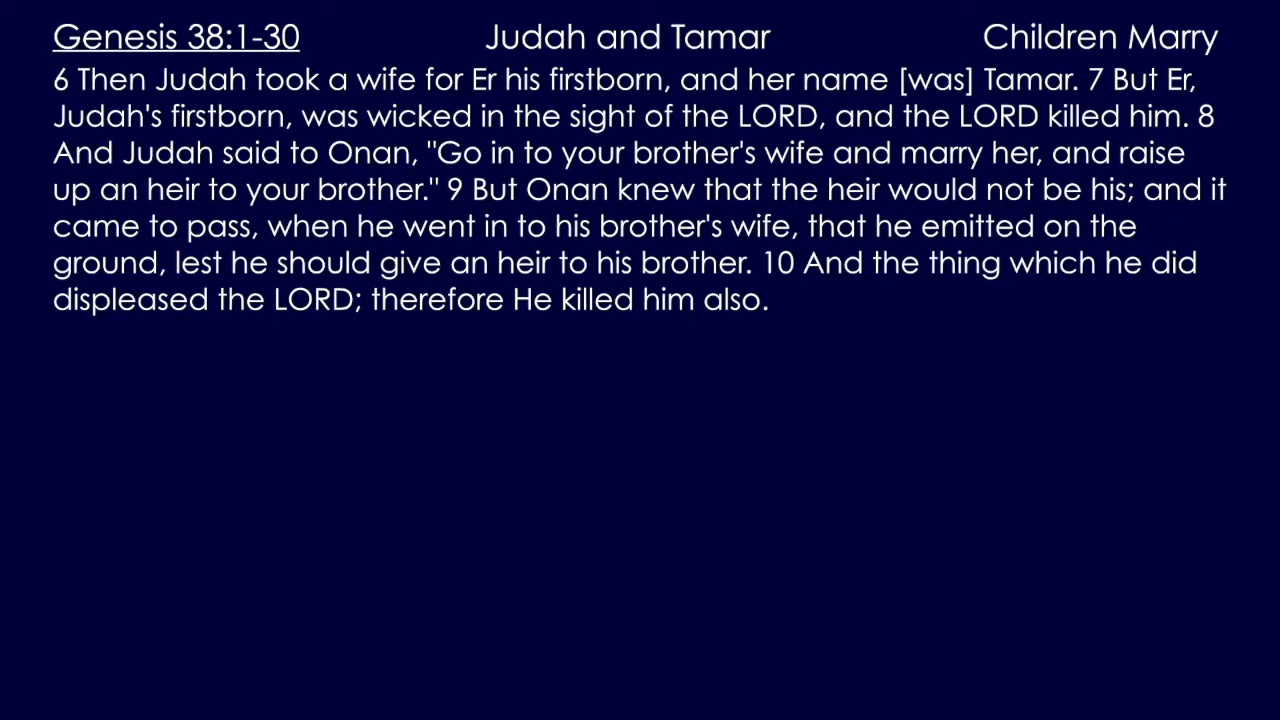 Genesis 38:1-30 Judah and Tamar Children Marry
6 Then Judah took a wife for Er his firstborn, and her name [was] Tamar. 7 But Er,
Judah's firstborn, was wicked in the sight of the LORD, and the LORD killed him. 8
And Judah said to Onan, "Go in to your brother's wife and marry her, and raise
up an heir to your brother." 9 But Onan knew that the heir would not be his; and it
came to pass, when he went in to his brother's wife, that he emitted on the
ground, lest he should give an heir to his brother. 10 And the thing which he did
displeased the LORD; therefore He killed him also.